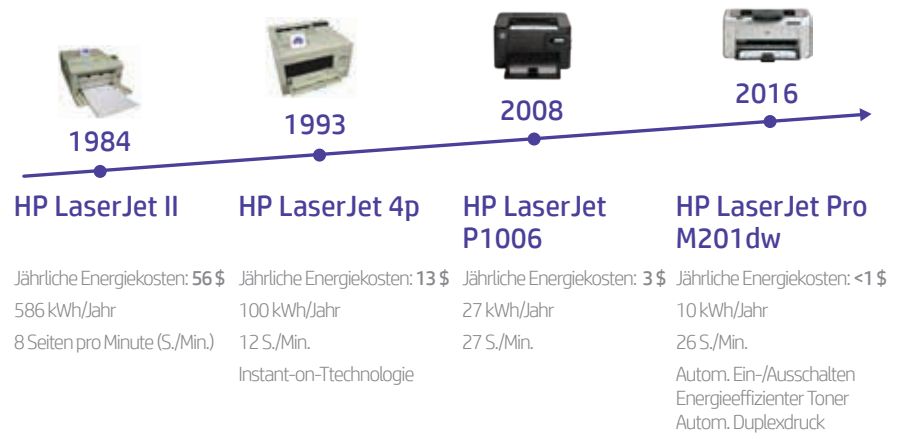 1984
1993
2008
2016
HP LaserJet II
Jährliche Energiekosten: 56 $
586 kWh/Jahr
8 Seiten pro Minute (S./Min.)
HP LaserJet 4p
Jährliche Energiekosten: 13 $
100 kWh/Jahr
12 S./Min.
Instant-on-Ttechnologie
HP LaserJet
P1006
Jährliche Energiekosten: 3 $
27 kWh/Jahr
27 S./Min.
HP LaserJet Pro
M201dw
Jährliche Energiekosten: <1 $
10 kWh/Jahr
26 S./Min.
Autom. Ein-/Ausschalten
Energieeffizienter Toner
Autom. Duplexdruck